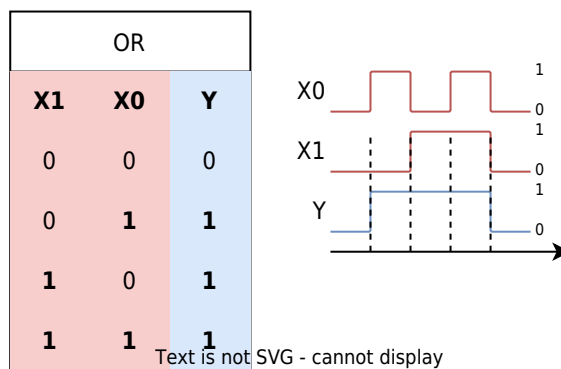 OR
X1 X0 Y
0 0 0
0 1 1
1 0 1
1 1 1
X0 1
0
X1 1
0
Y 1
0
Text is not SVG - cannot display